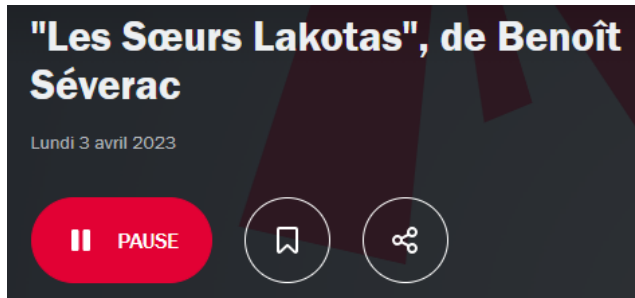 "Les Sœurs Lakotas", de Benoît
Séverac
Lundi 3 avril 2023
PAUSE